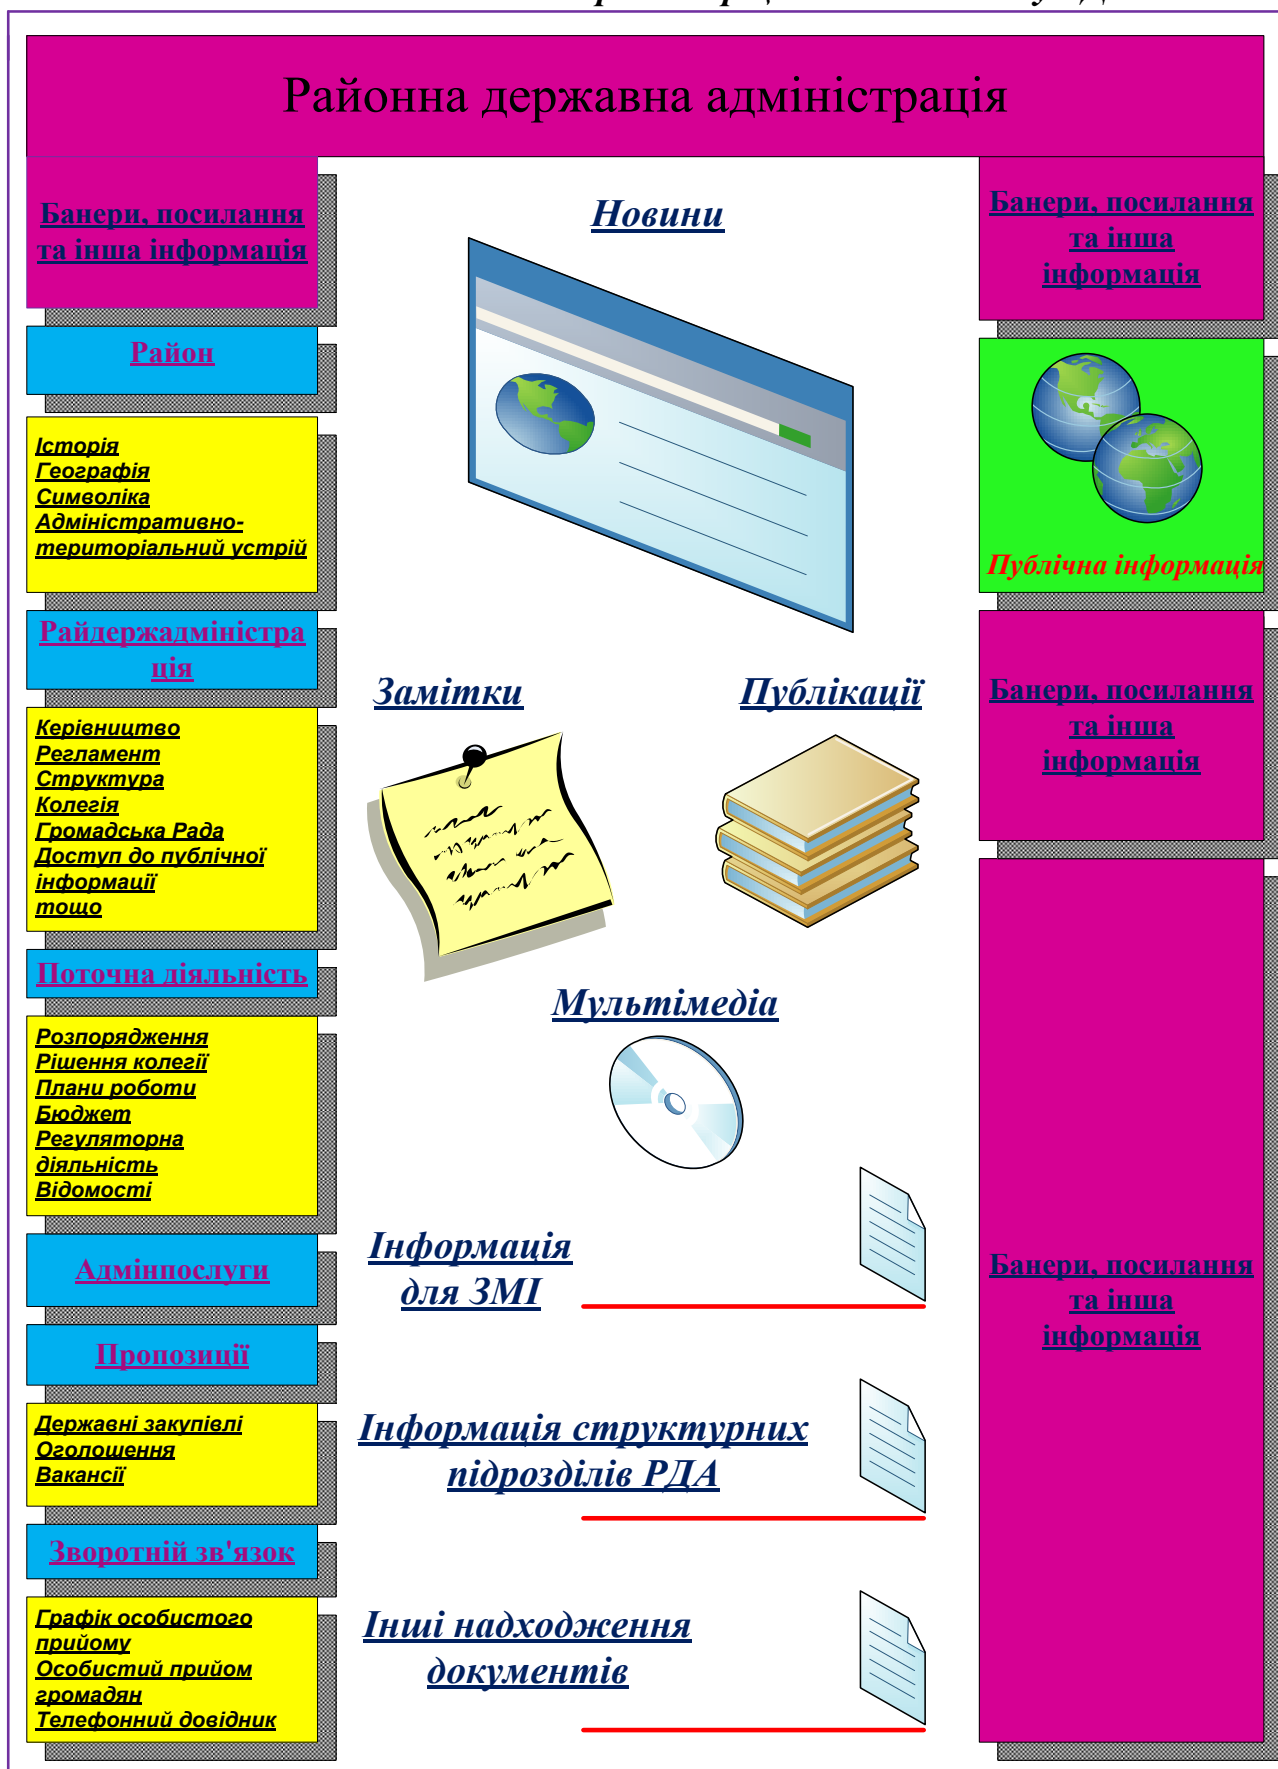 Районна державна адміністрація
Банери, посилання
та інша інформація
Район
Історія
Географія
Символіка
Адміністративно-
територіальний устрій
Райдержадміністра
ція
Керівництво
Регламент
Структура
Колегія
Громадська Рада
Доступ до публічної
інформації
тощо
Поточна діяльність
Розпорядження
Рішення колегії
Плани роботи
Бюджет
Регуляторна
діяльність
Відомості
Адмінпослуги
Пропозиції
Державні закупівлі
Оголошення
Вакансії
Зворотній зв'язок
Графік особистого
прийому
Особистий прийом
громадян
Телефонний довідник
Новини
Замітки
Публікації
Мультімедіа
Інформація
для ЗМІ
Інформація структурних
підрозділів РДА
Інші надходження
документів
Банери, посилання
та інша
інформація
Публічна інформація
Банери, посилання
та інша
інформація
Банери, посилання
та інша
інформація